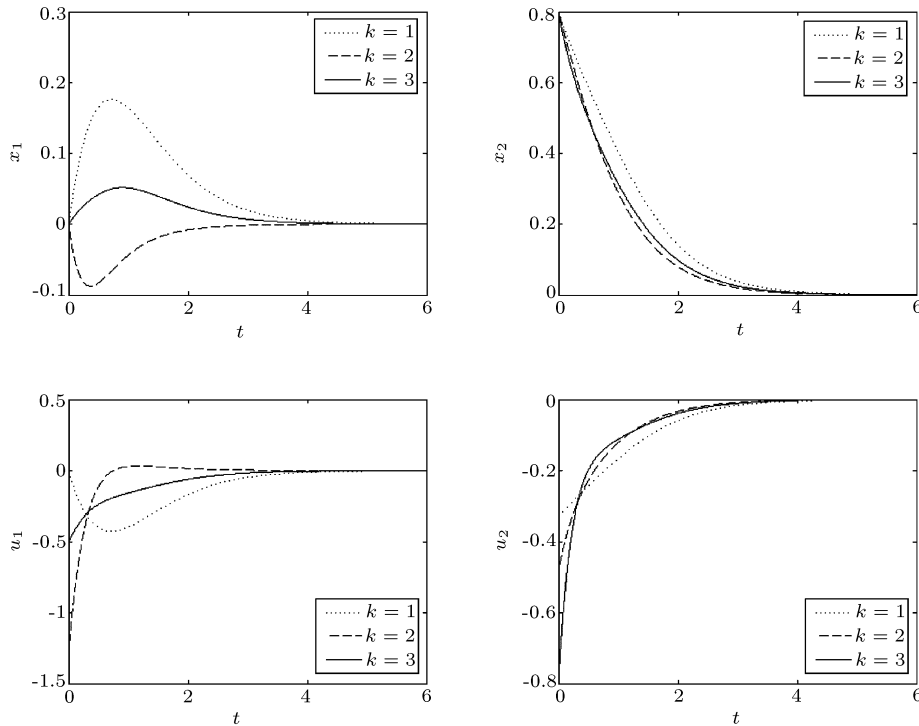 0.3
0.2
0.1
0
-0.1
x₁
0 2 4 6
t
k = 1
k = 2
k = 3
0.8
0.6
0.4
0.2
0
x₂
0 2 4 6
t
k = 1
k = 2
k = 3
0.5
0
-0.5
-1
-1.5
u₁
0 2 4 6
t
k = 1
k = 2
k = 3
0
-0.2
-0.4
-0.6
-0.8
u₂
0 2 4 6
t
k = 1
k = 2
k = 3